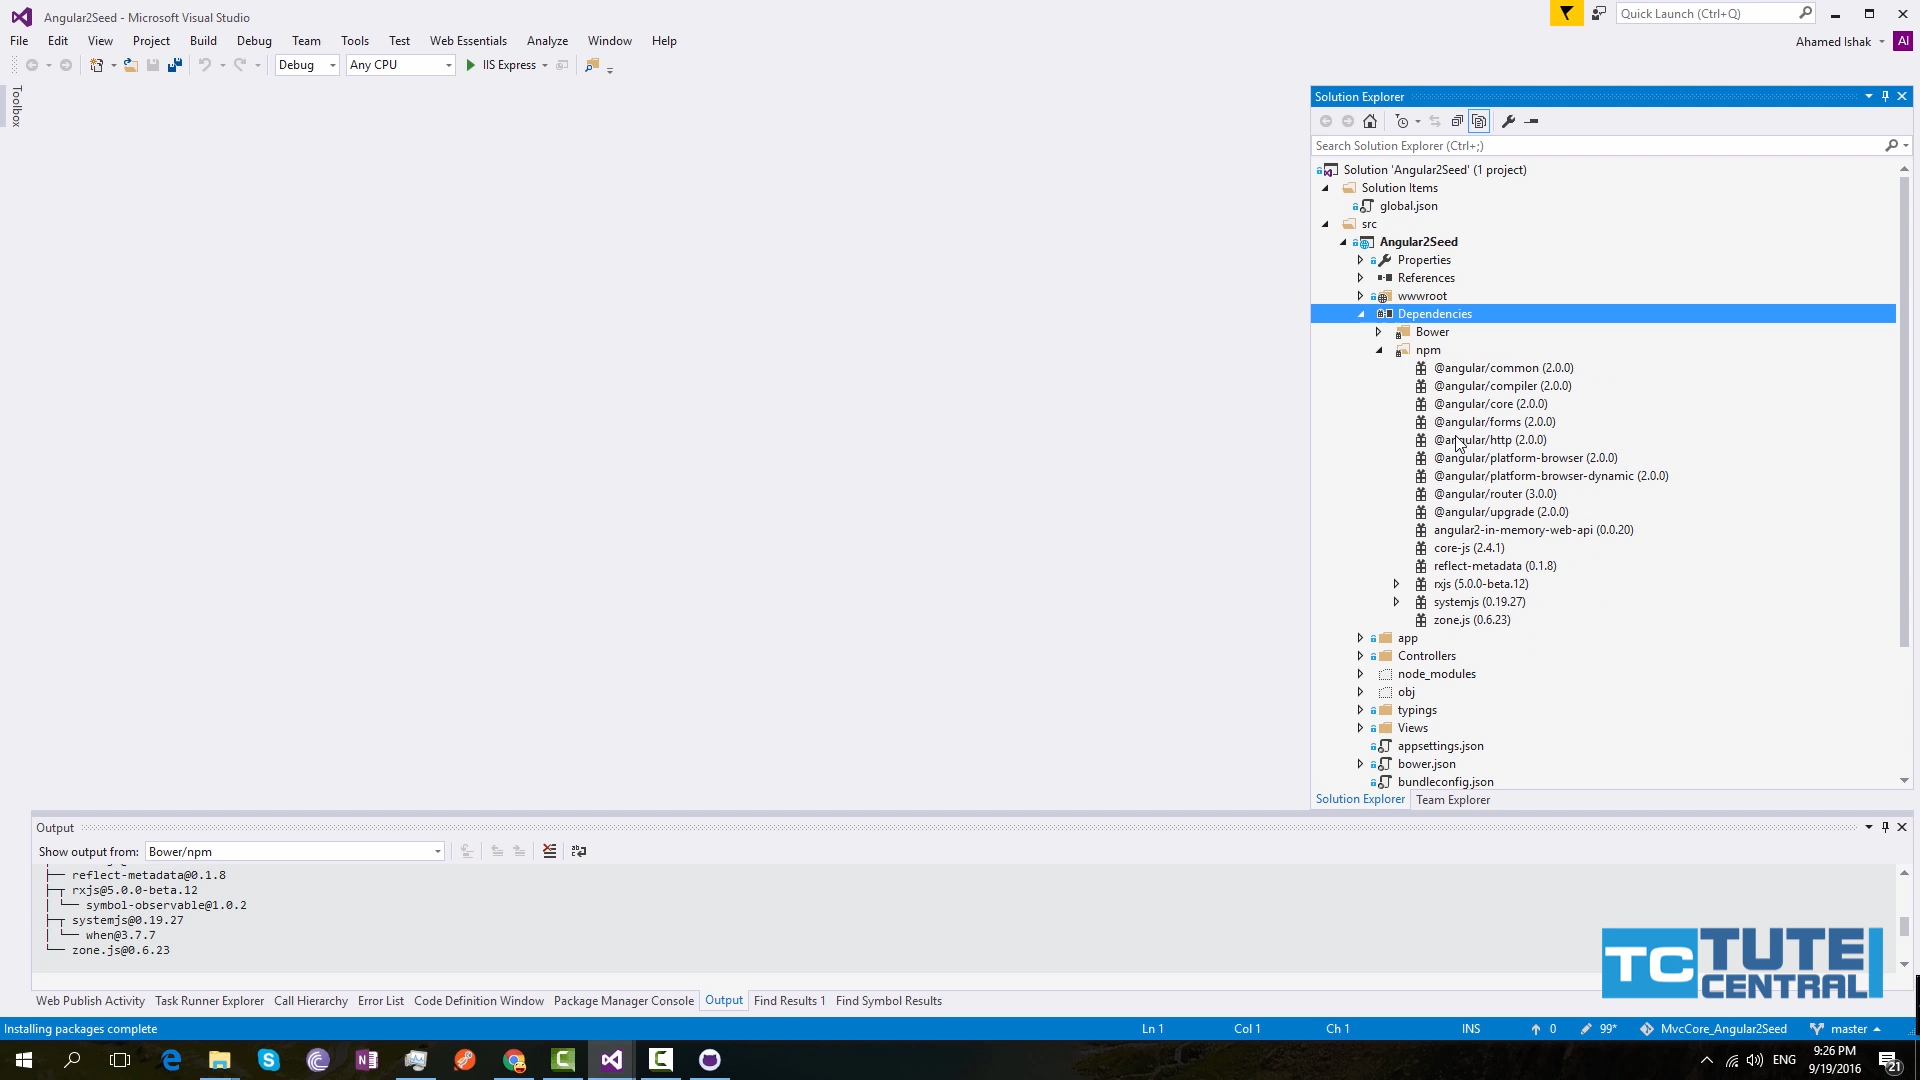 Angular2Seed - Microsoft Visual Studio
Quick Launch (Ctrl+Q)
File Edit View Project Build Debug Team Tools Test Web Essentials Analyze Window Help
Ahamed Ishak AI
Debug Any CPU IIS Express
Toolbox
Solution Explorer
Search Solution Explorer (Ctrl+;)
Solution 'Angular2Seed' (1 project)
Solution Items
global.json
src
Angular2Seed
Properties
References
wwwroot
Dependencies
Bower
npm
@angular/common (2.0.0)
@angular/compiler (2.0.0)
@angular/core (2.0.0)
@angular/forms (2.0.0)
@angular/http (2.0.0)
@angular/platform-browser (2.0.0)
@angular/platform-browser-dynamic (2.0.0)
@angular/router (3.0.0)
@angular/upgrade (2.0.0)
angular2-in-memory-web-api (0.0.20)
core-js (2.4.1)
reflect-metadata (0.1.8)
rxjs (5.0.0-beta.12)
systemjs (0.19.27)
zone.js (0.6.23)
app
Controllers
node_modules
obj
typings
Views
appsettings.json
bower.json
bundleconfig.json
Solution Explorer Team Explorer
Output
Show output from: Bower/npm
├── reflect-metadata@0.1.8
├─┬ rxjs@5.0.0-beta.12
│ └── symbol-observable@1.0.2
├─┬ systemjs@0.19.27
│ └── when@3.7.7
└── zone.js@0.6.23
TC TUTE
CENTRAL
Web Publish Activity Task Runner Explorer Call Hierarchy Error List Code Definition Window Package Manager Console Output Find Results 1 Find Symbol Results
Installing packages complete Ln 1 Col 1 Ch 1 INS 0 99* MvcCore_Angular2Seed master
ENG 9:26 PM
9/19/2016
21